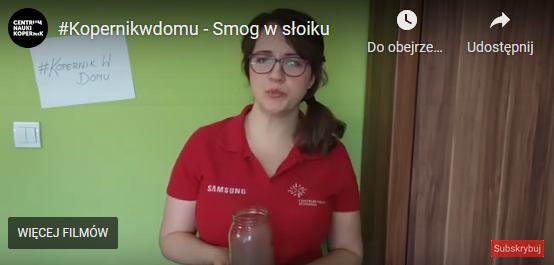 CENTRUM
NAUKI
KOPERNIK
#Kopernikwdomu - Smog w słoiku
Do obejrze...
Udostępnij
#KOPERNIK W
DOMU
SAMSUNG
WIĘCEJ FILMÓW
Subskrybuj